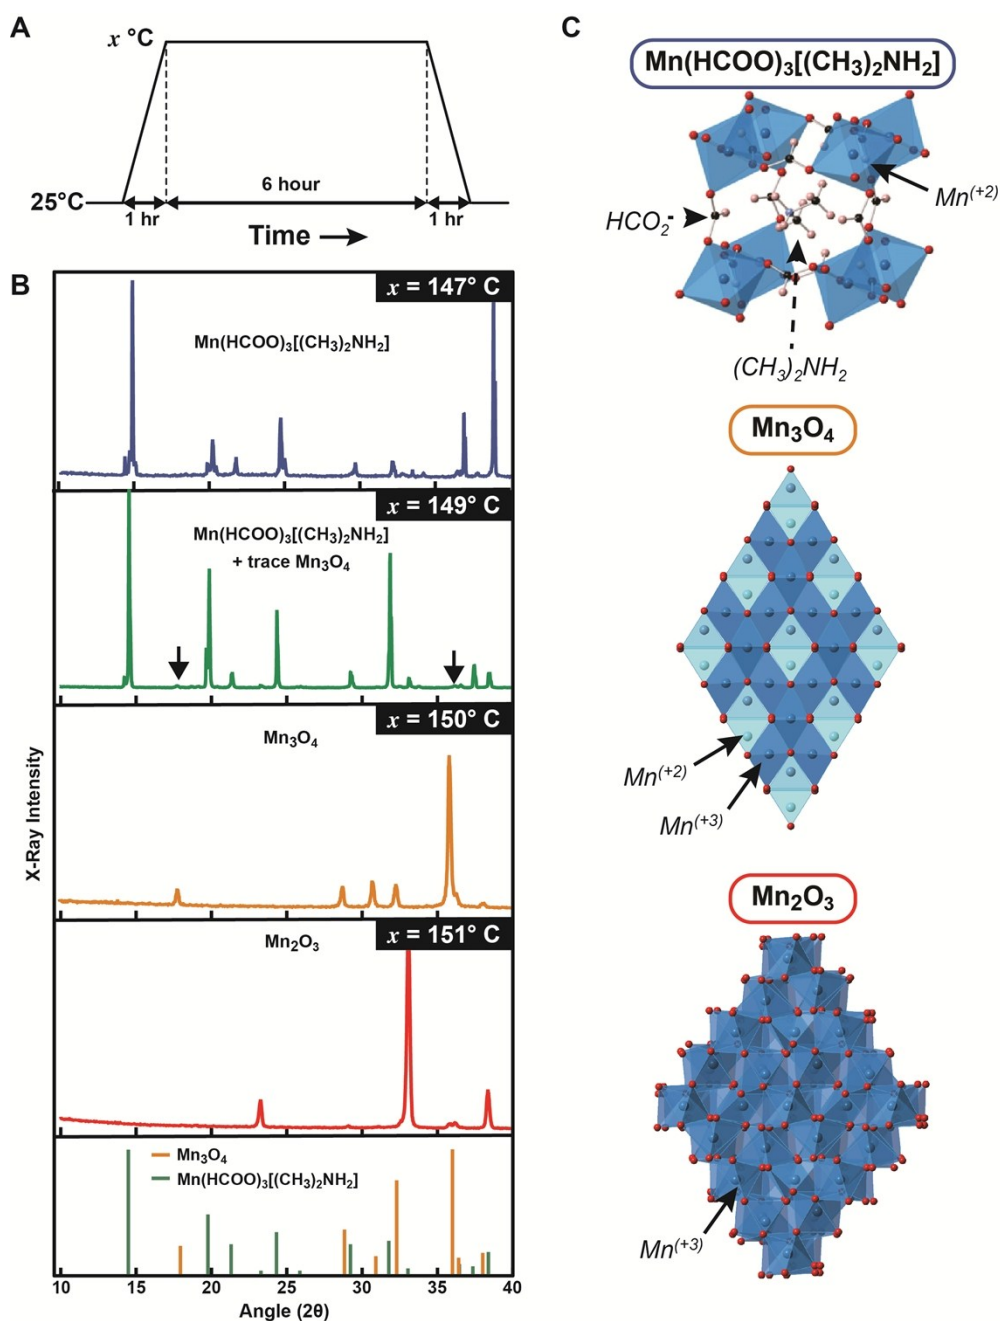 A
x °C
25°C
1 hr
6 hour
1 hr
Time
B
X-Ray Intensity
x = 147° C
Mn(HCOO)3[(CH3)2NH2]
x = 149° C
Mn(HCOO)3[(CH3)2NH2]
+ trace Mn3O4
x = 150° C
Mn3O4
x = 151° C
Mn2O3
Mn3O4
Mn(HCOO)3[(CH3)2NH2]
10 15 20 25 30 35 40
Angle (2θ)
C
Mn(HCOO)3[(CH3)2NH2]
Mn(+2)
HCO2-
(CH3)2NH2
Mn3O4
Mn(+2)
Mn(+3)
Mn2O3
Mn(+3)